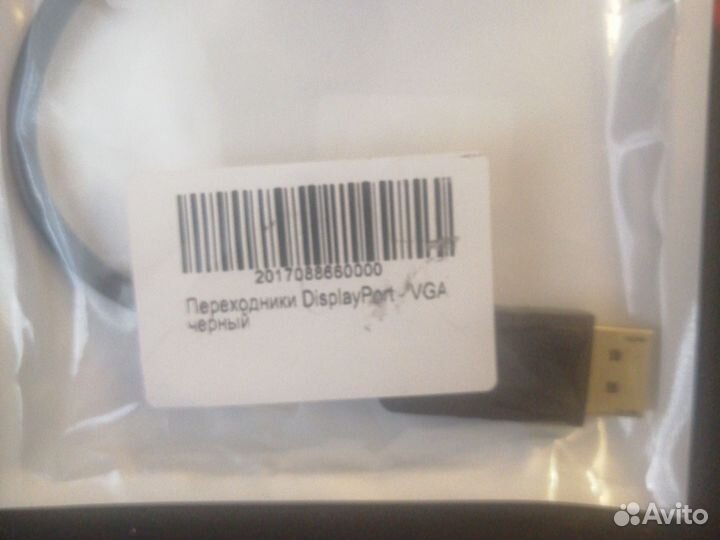 2017088660000
Переходники DisplayPort - VGA
черный
Avito